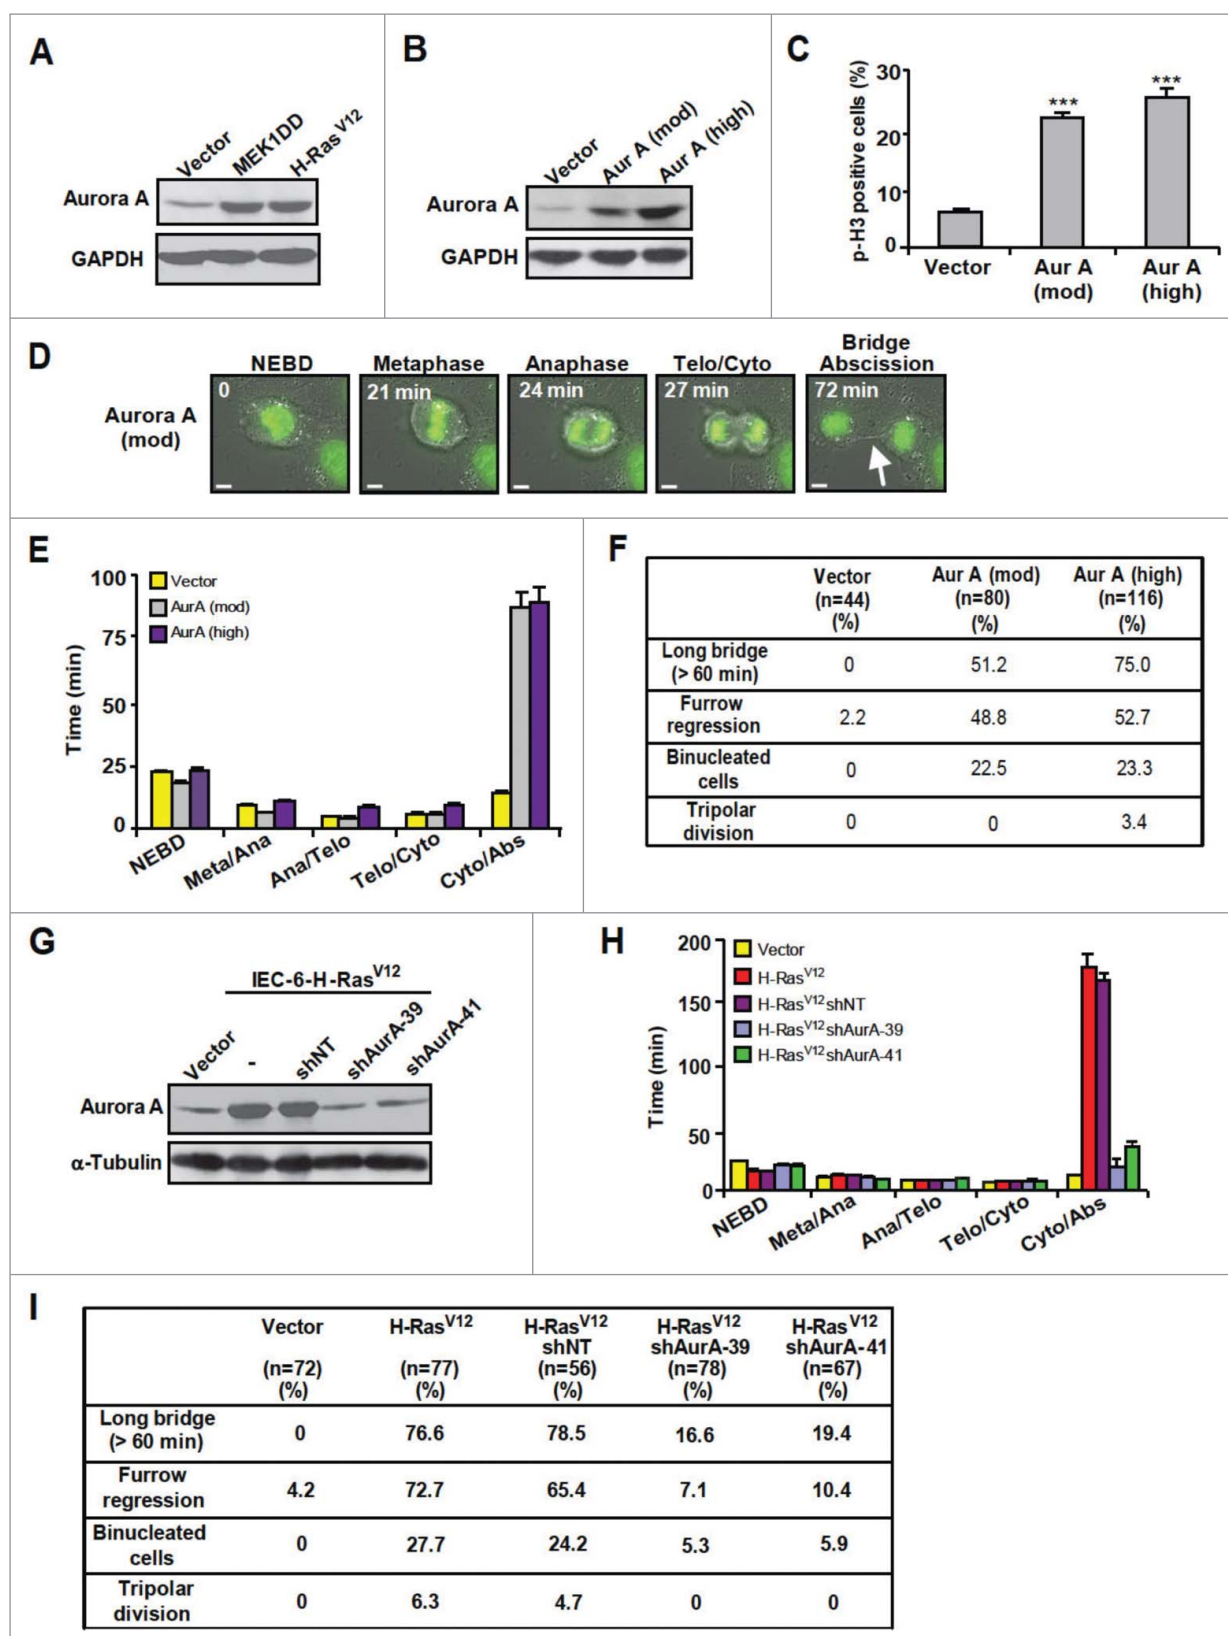 A
Vector
MEK1DD
H-Ras V12
Aurora A
GAPDH
B
Vector
Aur A (mod)
Aur A (high)
Aurora A
GAPDH
C
p-H3 positive cells (%)
30
20
10
0
***
***
Vector
Aur A
(mod)
Aur A
(high)
D
NEBD
Metaphase
Anaphase
Telo/Cyto
Bridge
Abscission
Aurora A
(mod)
0
21 min
24 min
27 min
72 min
E
Time (min)
100
75
50
25
0
Vector
AurA (mod)
AurA (high)
NEBD
Meta/Ana
Ana/Telo
Telo/Cyto
Cyto/Abs
F
Vector Aur A (mod) Aur A (high)
(n=44) (n=80) (n=116)
(%) (%) (%)
Long bridge
(> 60 min) 0 51.2 75.0
Furrow
regression 2.2 48.8 52.7
Binucleated
cells 0 22.5 23.3
Tripolar
division 0 0 3.4
G
IEC-6-H-RasV12
Vector
-
shNT
shAurA-39
shAurA-41
Aurora A
α-Tubulin
H
Time (min)
200
150
100
50
0
Vector
H-RasV12
H-RasV12shNT
H-RasV12shAurA-39
H-RasV12shAurA-41
NEBD
Meta/Ana
Ana/Telo
Telo/Cyto
Cyto/Abs
I
Vector H-RasV12 H-RasV12 H-RasV12 H-RasV12
shNT shAurA-39 shAurA-41
(n=72) (n=77) (n=56) (n=78) (n=67)
(%) (%) (%) (%) (%)
Long bridge
(> 60 min) 0 76.6 78.5 16.6 19.4
Furrow
regression 4.2 72.7 65.4 7.1 10.4
Binucleated
cells 0 27.7 24.2 5.3 5.9
Tripolar
division 0 6.3 4.7 0 0